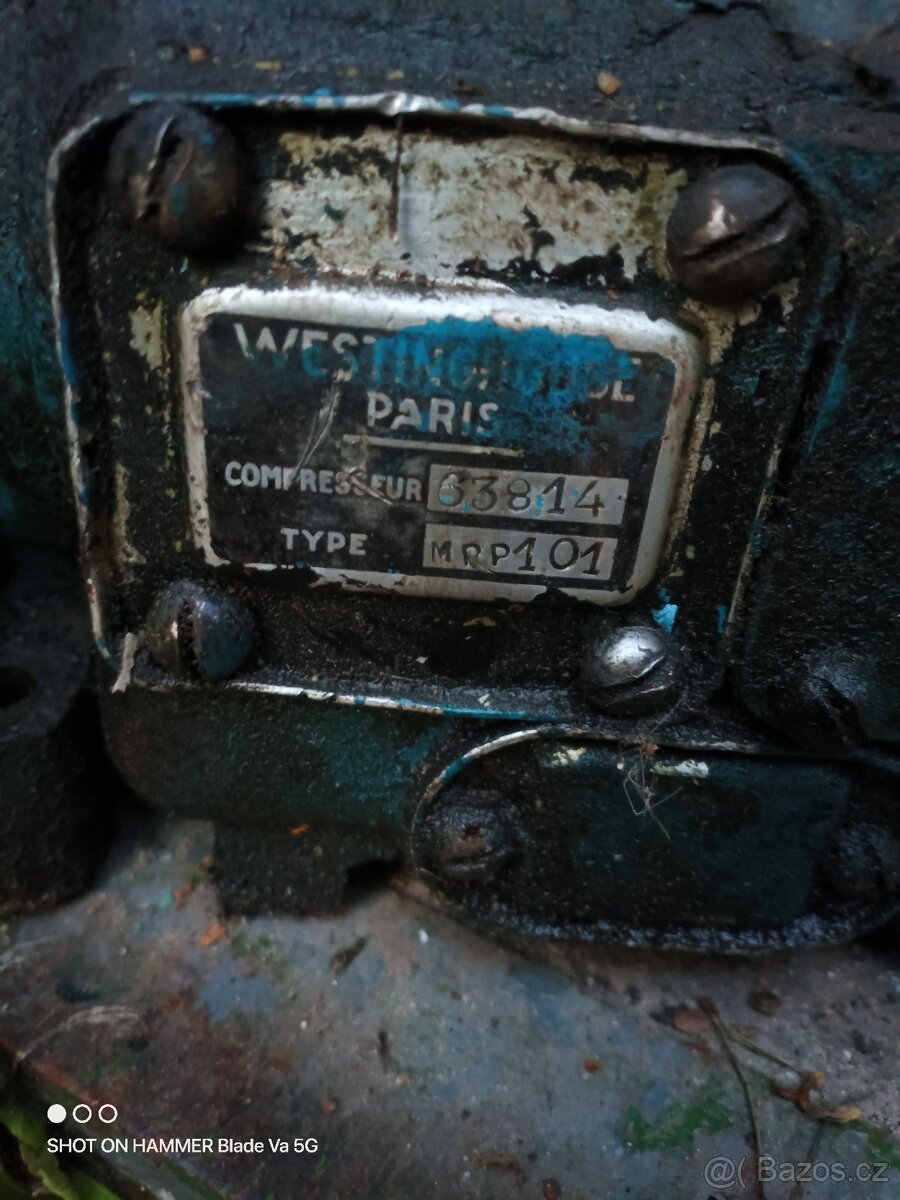 WESTINGHOUSE
PARIS
COMPRESSEUR 63814
TYPE MRP101
SHOT ON HAMMER Blade Va 5G
@( Bazos.cz